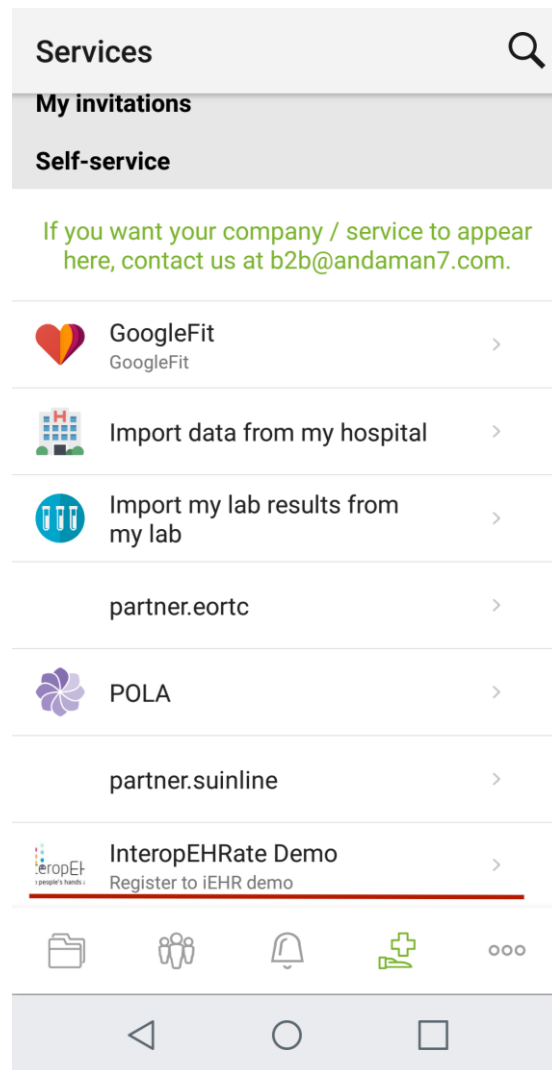 Services
My invitations
Self-service
If you want your company / service to appear
here, contact us at b2b@andaman7.com.
GoogleFit
GoogleFit
Import data from my hospital
H
Import my lab results from
my lab
partner.eortc
POLA
partner.suinline
InteropEHRate Demo
Register to iEHR demo